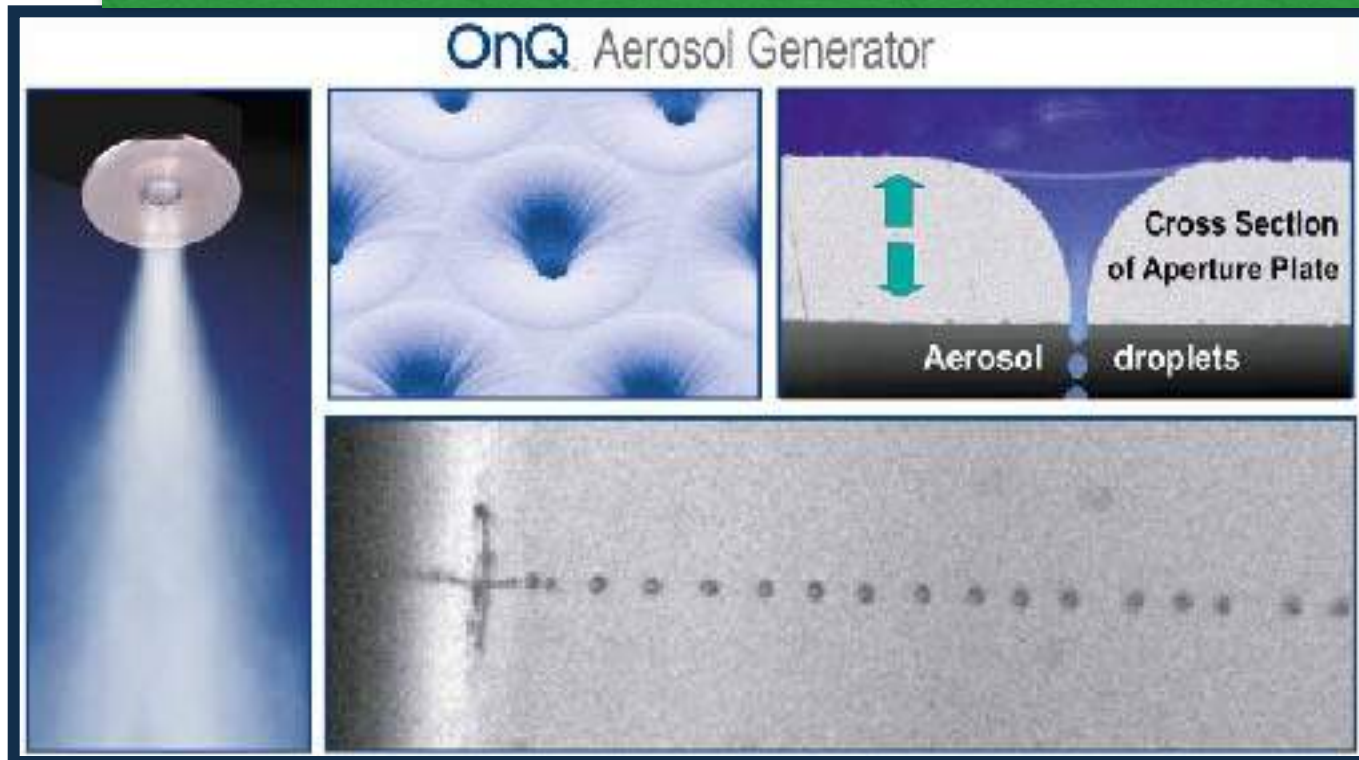 OnQ Aerosol Generator
Cross Section
of Aperture Plate
Aerosol droplets